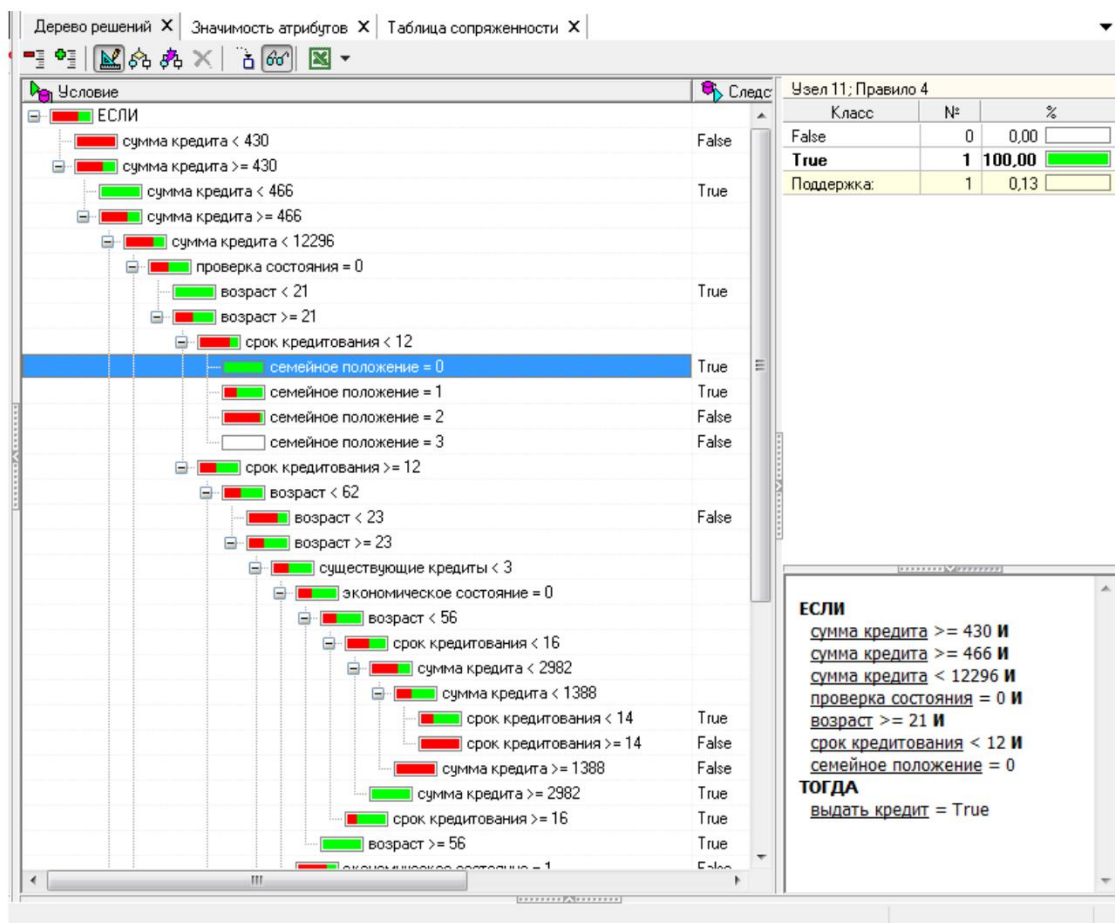 Дерево решений X Значимость атрибутов X Таблица сопряженности X
Условие Следс
ЕСЛИ
сумма кредита < 430 False
сумма кредита >= 430
сумма кредита < 466 True
сумма кредита >= 466
сумма кредита < 12296
проверка состояния = 0
возраст < 21 True
возраст >= 21
срок кредитования < 12
семейное положение = 0 True
семейное положение = 1 True
семейное положение = 2 False
семейное положение = 3 False
срок кредитования >= 12
возраст < 62
возраст < 23 False
возраст >= 23
существующие кредиты < 3
экономическое состояние = 0
возраст < 56
срок кредитования < 16
сумма кредита < 2982
сумма кредита < 1388
срок кредитования < 14 True
срок кредитования >= 14 False
сумма кредита >= 1388 False
сумма кредита >= 2982 True
срок кредитования >= 16 True
возраст >= 56 True
экономическое состояние = 1 False
Узел 11; Правило 4
Класс № %
False 0 0,00
True 1 100,00
Поддержка: 1 0,13
ЕСЛИ
сумма кредита >= 430 И
сумма кредита >= 466 И
сумма кредита < 12296 И
проверка состояния = 0 И
возраст >= 21 И
срок кредитования < 12 И
семейное положение = 0
ТОГДА
выдать кредит = True